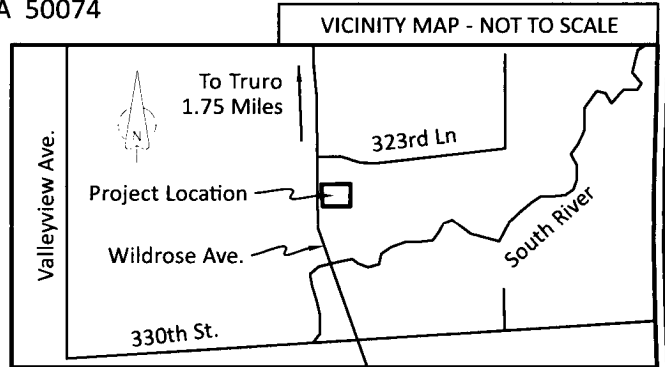 A 50074
VICINITY MAP - NOT TO SCALE
To Truro
1.75 Miles
N
323rd Ln
Valleyview Ave.
Project Location
South River
Wildrose Ave.
330th St.